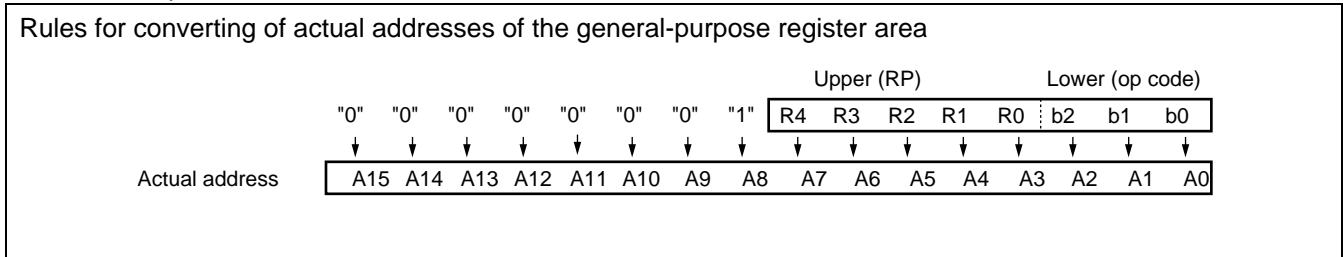 Rules for converting of actual addresses of the general-purpose register area
Upper (RP) Lower (op code)
"0" "0" "0" "0" "0" "0" "0" "1" R4 R3 R2 R1 R0 b2 b1 b0
Actual address A15 A14 A13 A12 A11 A10 A9 A8 A7 A6 A5 A4 A3 A2 A1 A0